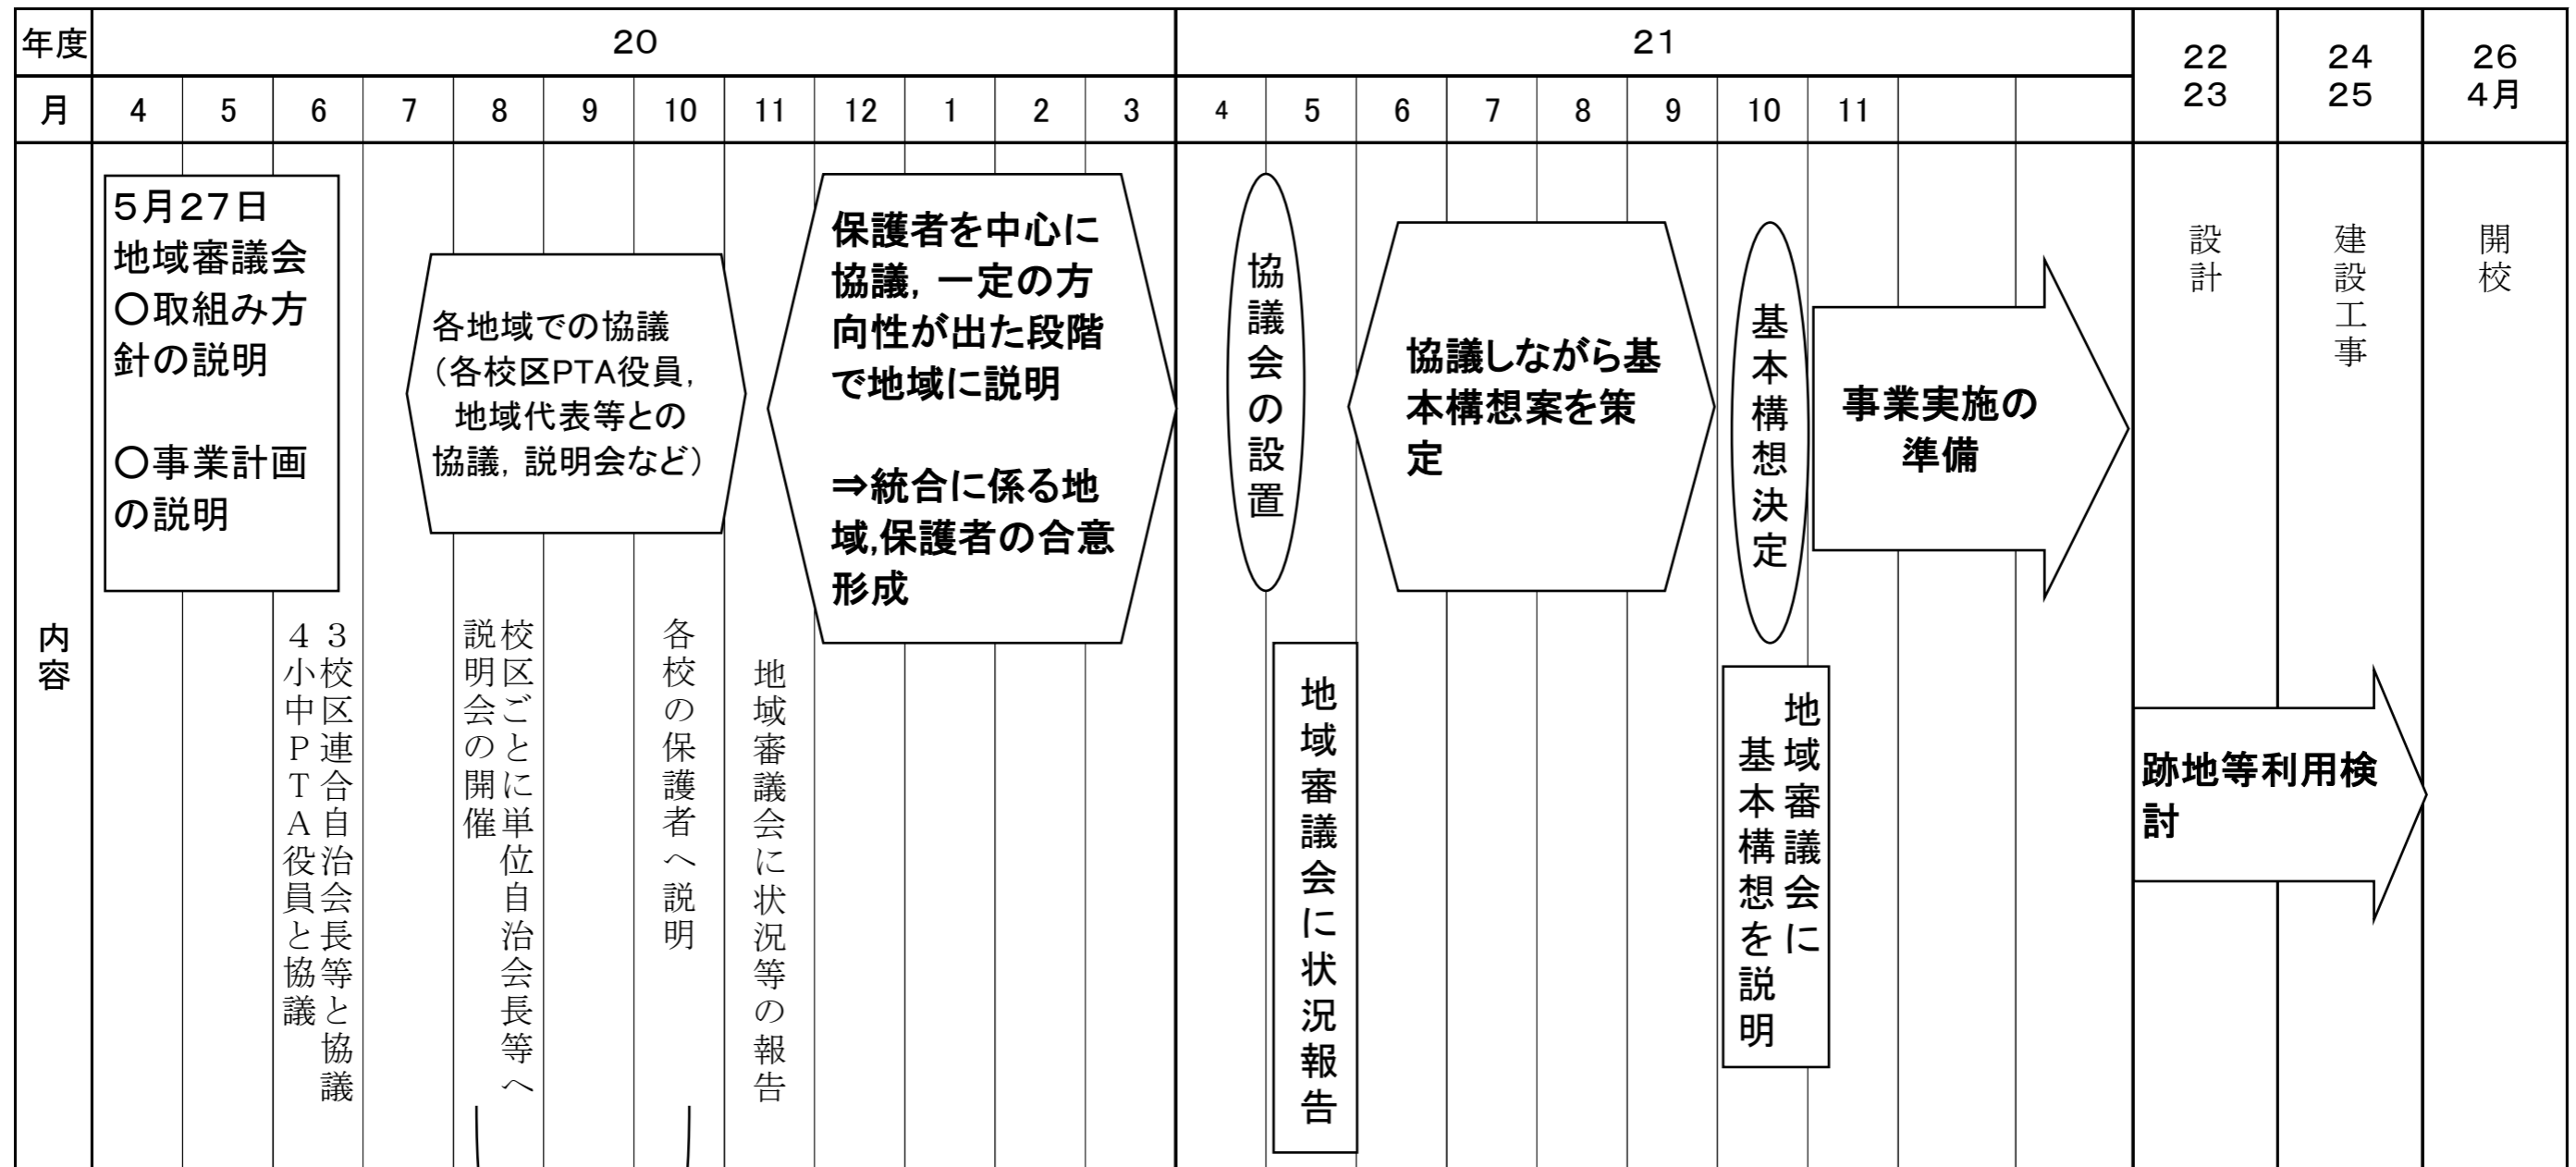 年度
20
21
22
23
24
25
26
4月
月
4
5
6
7
8
9
10
11
12
1
2
3
4
5
6
7
8
9
10
11
内容
5月27日
地域審議会
○取組み方
針の説明
○事業計画
の説明
各地域での協議
(各校区PTA役員,
地域代表等との
協議,説明会など)
保護者を中心に
協議,一定の方
向性が出た段階
で地域に説明
⇒統合に係る地
域,保護者の合意
形成
協議会の設置
協議しながら基
本構想案を策
定
基本構想決定
事業実施の
準備
設計
建設工事
開校
3校区連合自治会長等と協議
4小中PTA役員と協議
校区ごとに単位自治会長等へ
説明会の開催
各校の保護者へ説明
地域審議会に状況等の報告
地域審議会に状況報告
地域審議会に
基本構想を説明
跡地等利用検
討